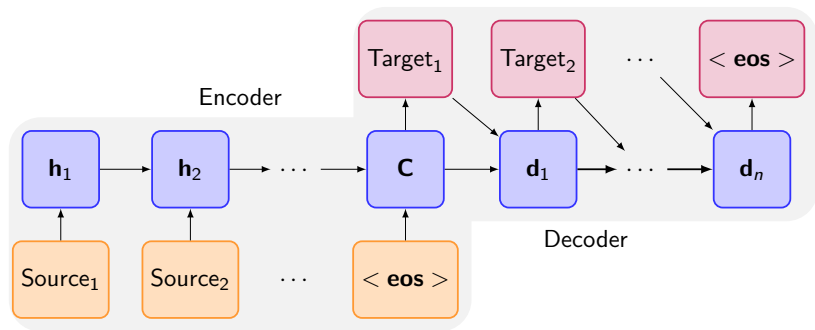 Target₁ Target₂ ··· < eos >
Encoder
h₁ h₂ ··· C d₁ ··· dₙ
Decoder
Source₁ Source₂ ··· < eos >